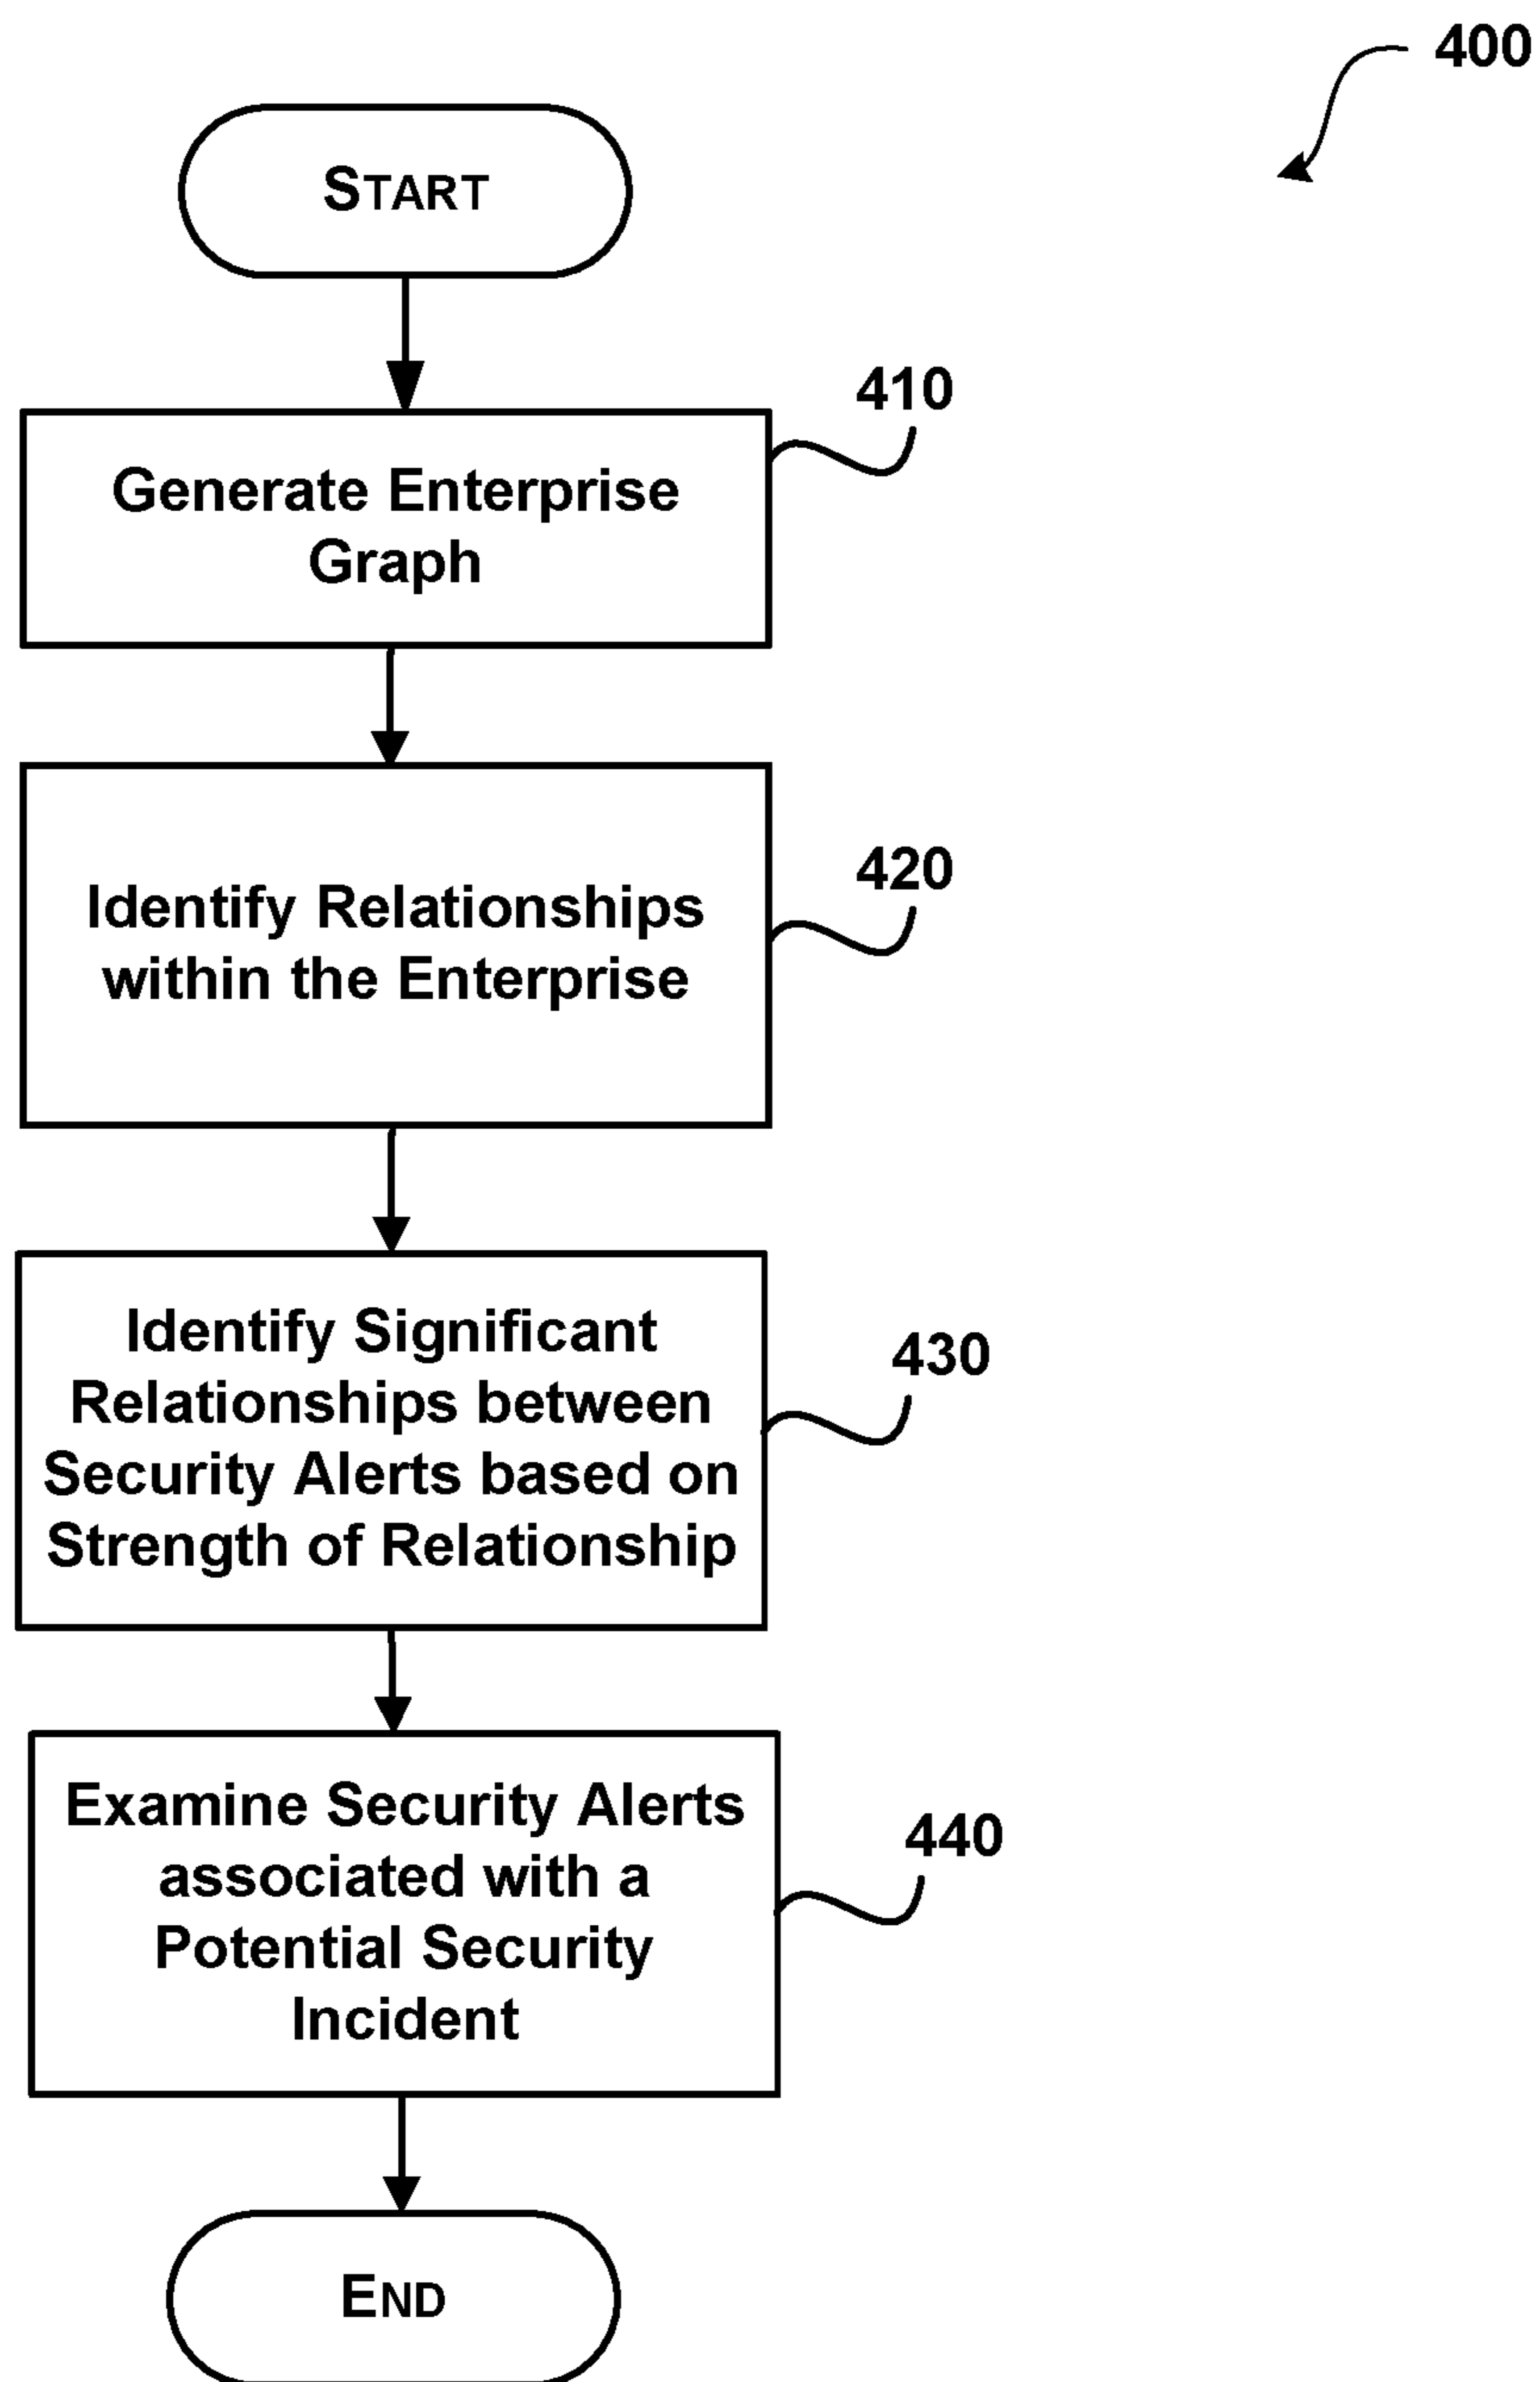 400
START
410
Generate Enterprise
Graph
420
Identify Relationships
within the Enterprise
430
Identify Significant
Relationships between
Security Alerts based on
Strength of Relationship
440
Examine Security Alerts
associated with a
Potential Security
Incident
END